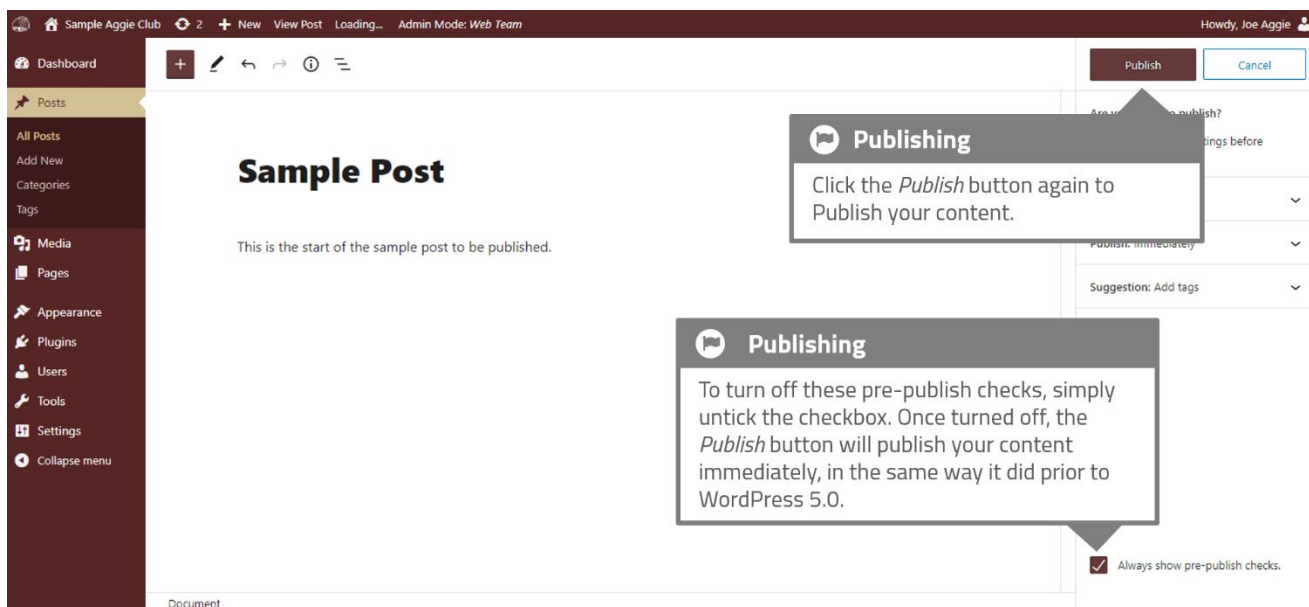 Sample Aggie Club 2 New View Post Loading... Admin Mode: Web Team Howdy, Joe Aggie
Dashboard
Posts
All Posts
Add New
Categories
Tags
Media
Pages
Appearance
Plugins
Users
Tools
Settings
Collapse menu
Sample Post
This is the start of the sample post to be published.
Document
Publish Cancel
Are publish?
before
Publishing
Click the Publish button again to
Publish your content.
Publish: Immediately
Suggestion: Add tags
Publishing
To turn off these pre-publish checks, simply
untick the checkbox. Once turned off, the
Publish button will publish your content
immediately, in the same way it did prior to
WordPress 5.0.
Always show pre-publish checks.